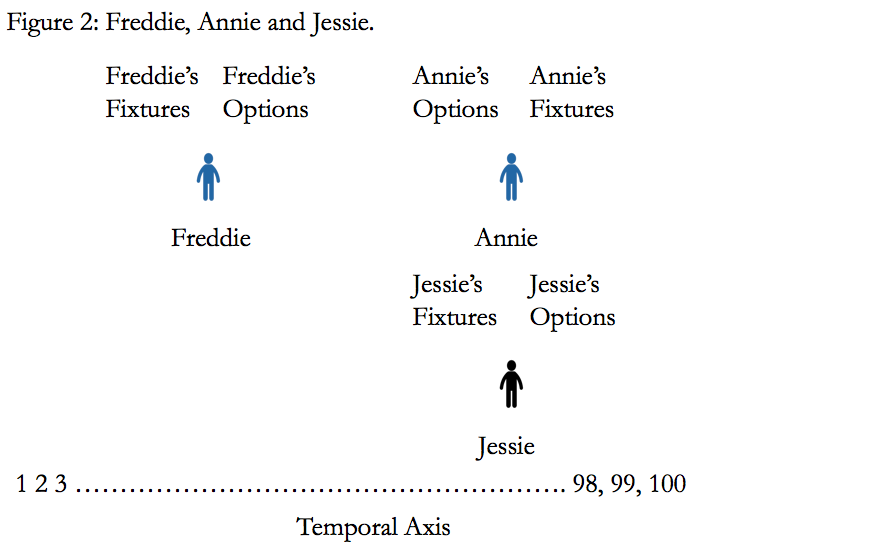 Figure 2: Freddie, Annie and Jessie.
Freddie’s Freddie’s Annie’s Annie’s
Fixtures Options Options Fixtures
Freddie Annie
Jessie’s Jessie’s
Fixtures Options
Jessie
1 2 3 ………………………………………………. 98, 99, 100
Temporal Axis